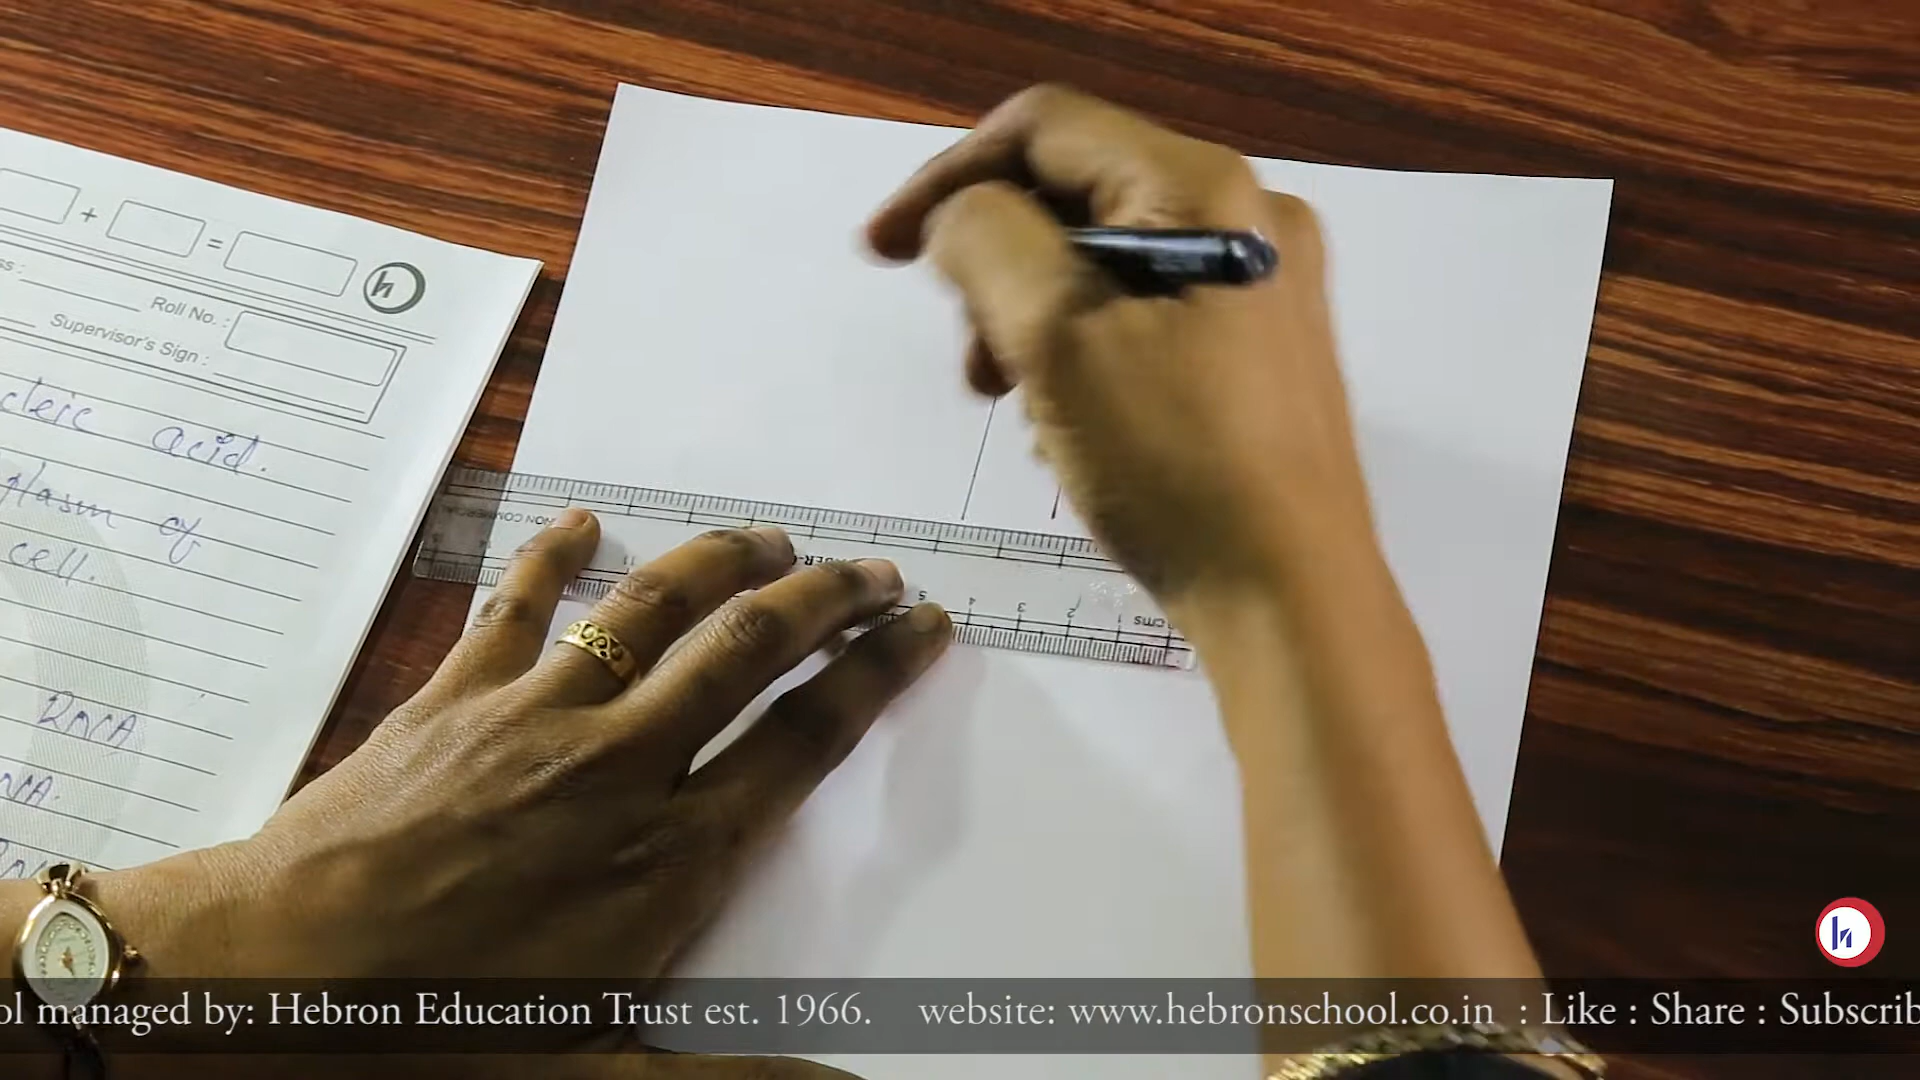 + =
Roll No. :
Supervisor's Sign :
cleic acid.
plasm of
cell.
RNA
NA.
NON COMMERCIAL
11
5 4 3 2 1 cms
ol managed by: Hebron Education Trust est. 1966. website: www.hebronschool.co.in : Like : Share : Subscrib